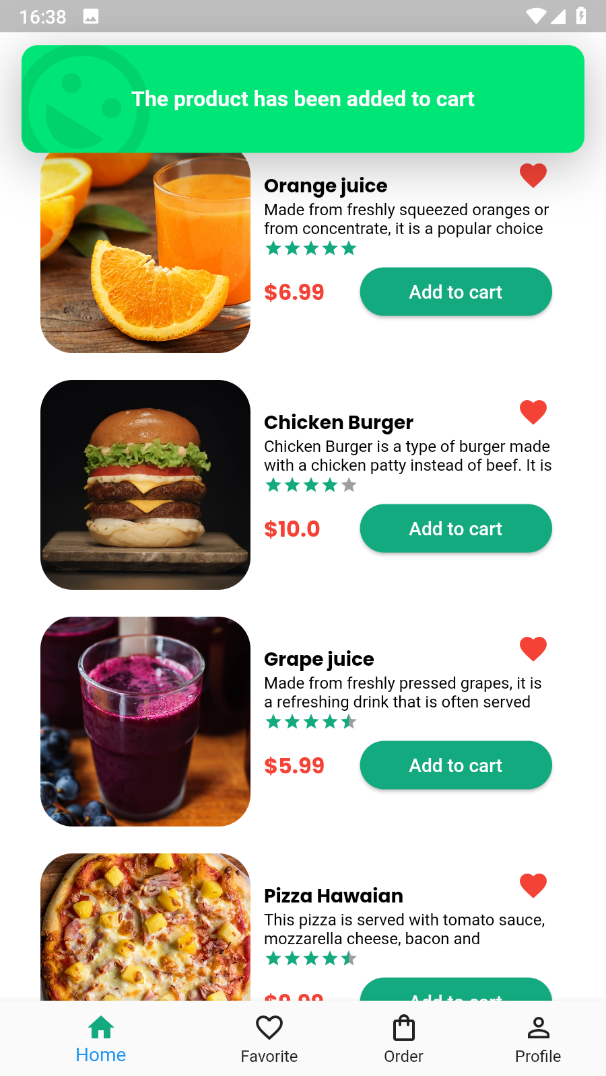 16:38
The product has been added to cart
Orange juice
Made from freshly squeezed oranges or
from concentrate, it is a popular choice
$6.99
Add to cart
Chicken Burger
Chicken Burger is a type of burger made
with a chicken patty instead of beef. It is
$10.0
Add to cart
Grape juice
Made from freshly pressed grapes, it is
a refreshing drink that is often served
$5.99
Add to cart
Pizza Hawaian
This pizza is served with tomato sauce,
mozzarella cheese, bacon and
Add to cart
Home
Favorite
Order
Profile